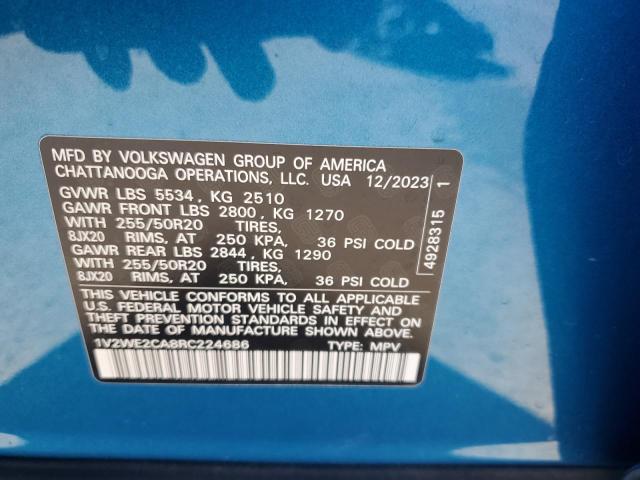 MFD BY VOLKSWAGEN GROUP OF AMERICA
CHATTANOOGA OPERATIONS, LLC. USA 12/2023
GVWR LBS 5534 , KG 2510
GAWR FRONT LBS 2800 , KG 1270
WITH 255/50R20 TIRES,
8JX20 RIMS, AT 250 KPA, 36 PSI COLD
GAWR REAR LBS 2844 , KG 1290
WITH 255/50R20 TIRES,
8JX20 RIMS, AT 250 KPA, 36 PSI COLD
THIS VEHICLE CONFORMS TO ALL APPLICABLE
U.S. FEDERAL MOTOR VEHICLE SAFETY AND
THEFT PREVENTION STANDARDS IN EFFECT ON
THE DATE OF MANUFACTURE SHOWN ABOVE.
1V2WE2CA8RC224686 TYPE: MPV
4928315 1